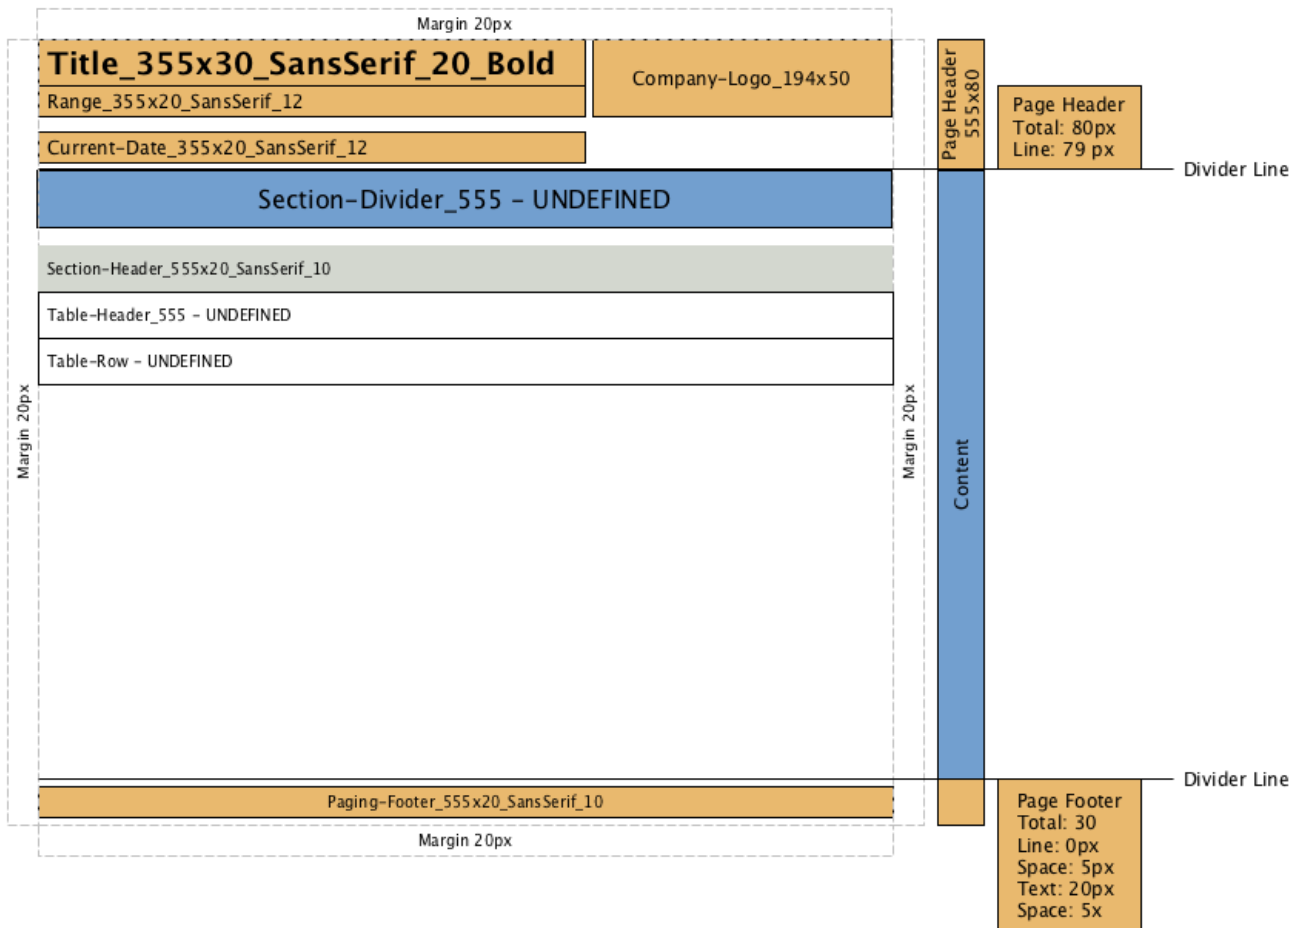 Margin 20px
Title_355x30_SansSerif_20_Bold
Company-Logo_194x50
Range_355x20_SansSerif_12
Current-Date_355x20_SansSerif_12
Page Header
555x80
Page Header
Total: 80px
Line: 79 px
Divider Line
Section-Divider_555 - UNDEFINED
Section-Header_555x20_SansSerif_10
Table-Header_555 - UNDEFINED
Table-Row - UNDEFINED
Margin 20px
Margin 20px
Content
Divider Line
Paging-Footer_555x20_SansSerif_10
Margin 20px
Page Footer
Total: 30
Line: 0px
Space: 5px
Text: 20px
Space: 5x